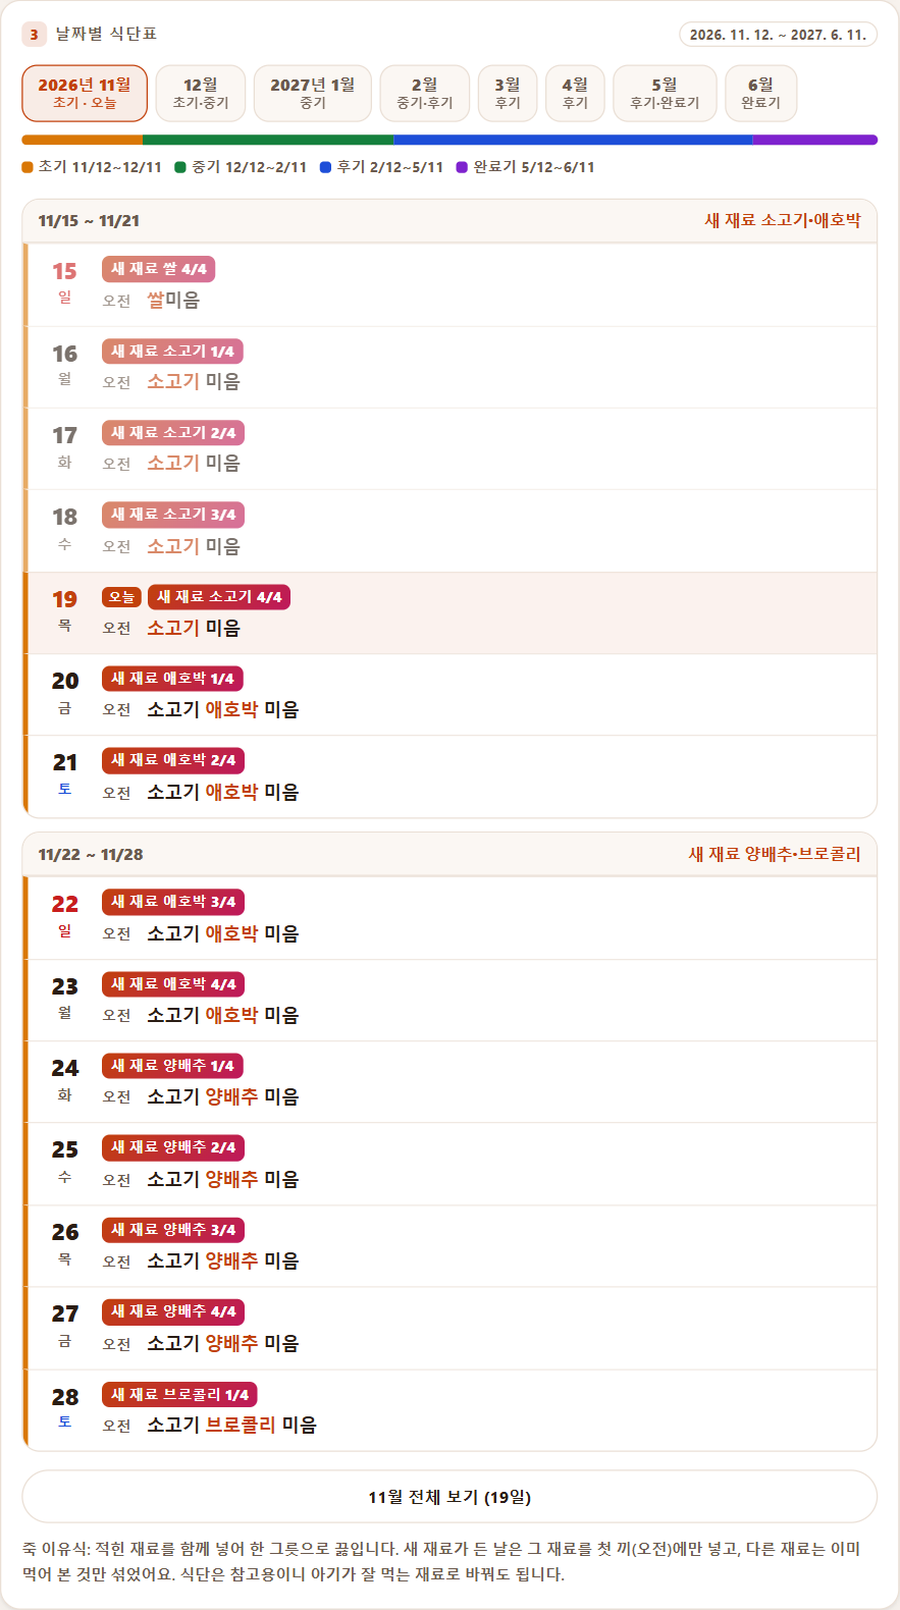 3 날짜별 식단표
2026. 11. 12. ~ 2027. 6. 11.
2026년 11월
초기 · 오늘
12월
초기·중기
2027년 1월
중기
2월
중기·후기
3월
후기
4월
후기
5월
후기·완료기
6월
완료기
초기 11/12~12/11 중기 12/12~2/11 후기 2/12~5/11 완료기 5/12~6/11
11/15 ~ 11/21 새 재료 소고기·애호박
15 새 재료 쌀 4/4
일 오전 쌀미음
16 새 재료 소고기 1/4
월 오전 소고기 미음
17 새 재료 소고기 2/4
화 오전 소고기 미음
18 새 재료 소고기 3/4
수 오전 소고기 미음
19 오늘 새 재료 소고기 4/4
목 오전 소고기 미음
20 새 재료 애호박 1/4
금 오전 소고기 애호박 미음
21 새 재료 애호박 2/4
토 오전 소고기 애호박 미음
11/22 ~ 11/28 새 재료 양배추·브로콜리
22 새 재료 애호박 3/4
일 오전 소고기 애호박 미음
23 새 재료 애호박 4/4
월 오전 소고기 애호박 미음
24 새 재료 양배추 1/4
화 오전 소고기 양배추 미음
25 새 재료 양배추 2/4
수 오전 소고기 양배추 미음
26 새 재료 양배추 3/4
목 오전 소고기 양배추 미음
27 새 재료 양배추 4/4
금 오전 소고기 양배추 미음
28 새 재료 브로콜리 1/4
토 오전 소고기 브로콜리 미음
11월 전체 보기 (19일)
죽 이유식: 적힌 재료를 함께 넣어 한 그릇으로 끓입니다. 새 재료가 든 날은 그 재료를 첫 끼(오전)에만 넣고, 다른 재료는 이미
먹어 본 것만 섞었어요. 식단은 참고용이니 아기가 잘 먹는 재료로 바꿔도 됩니다.